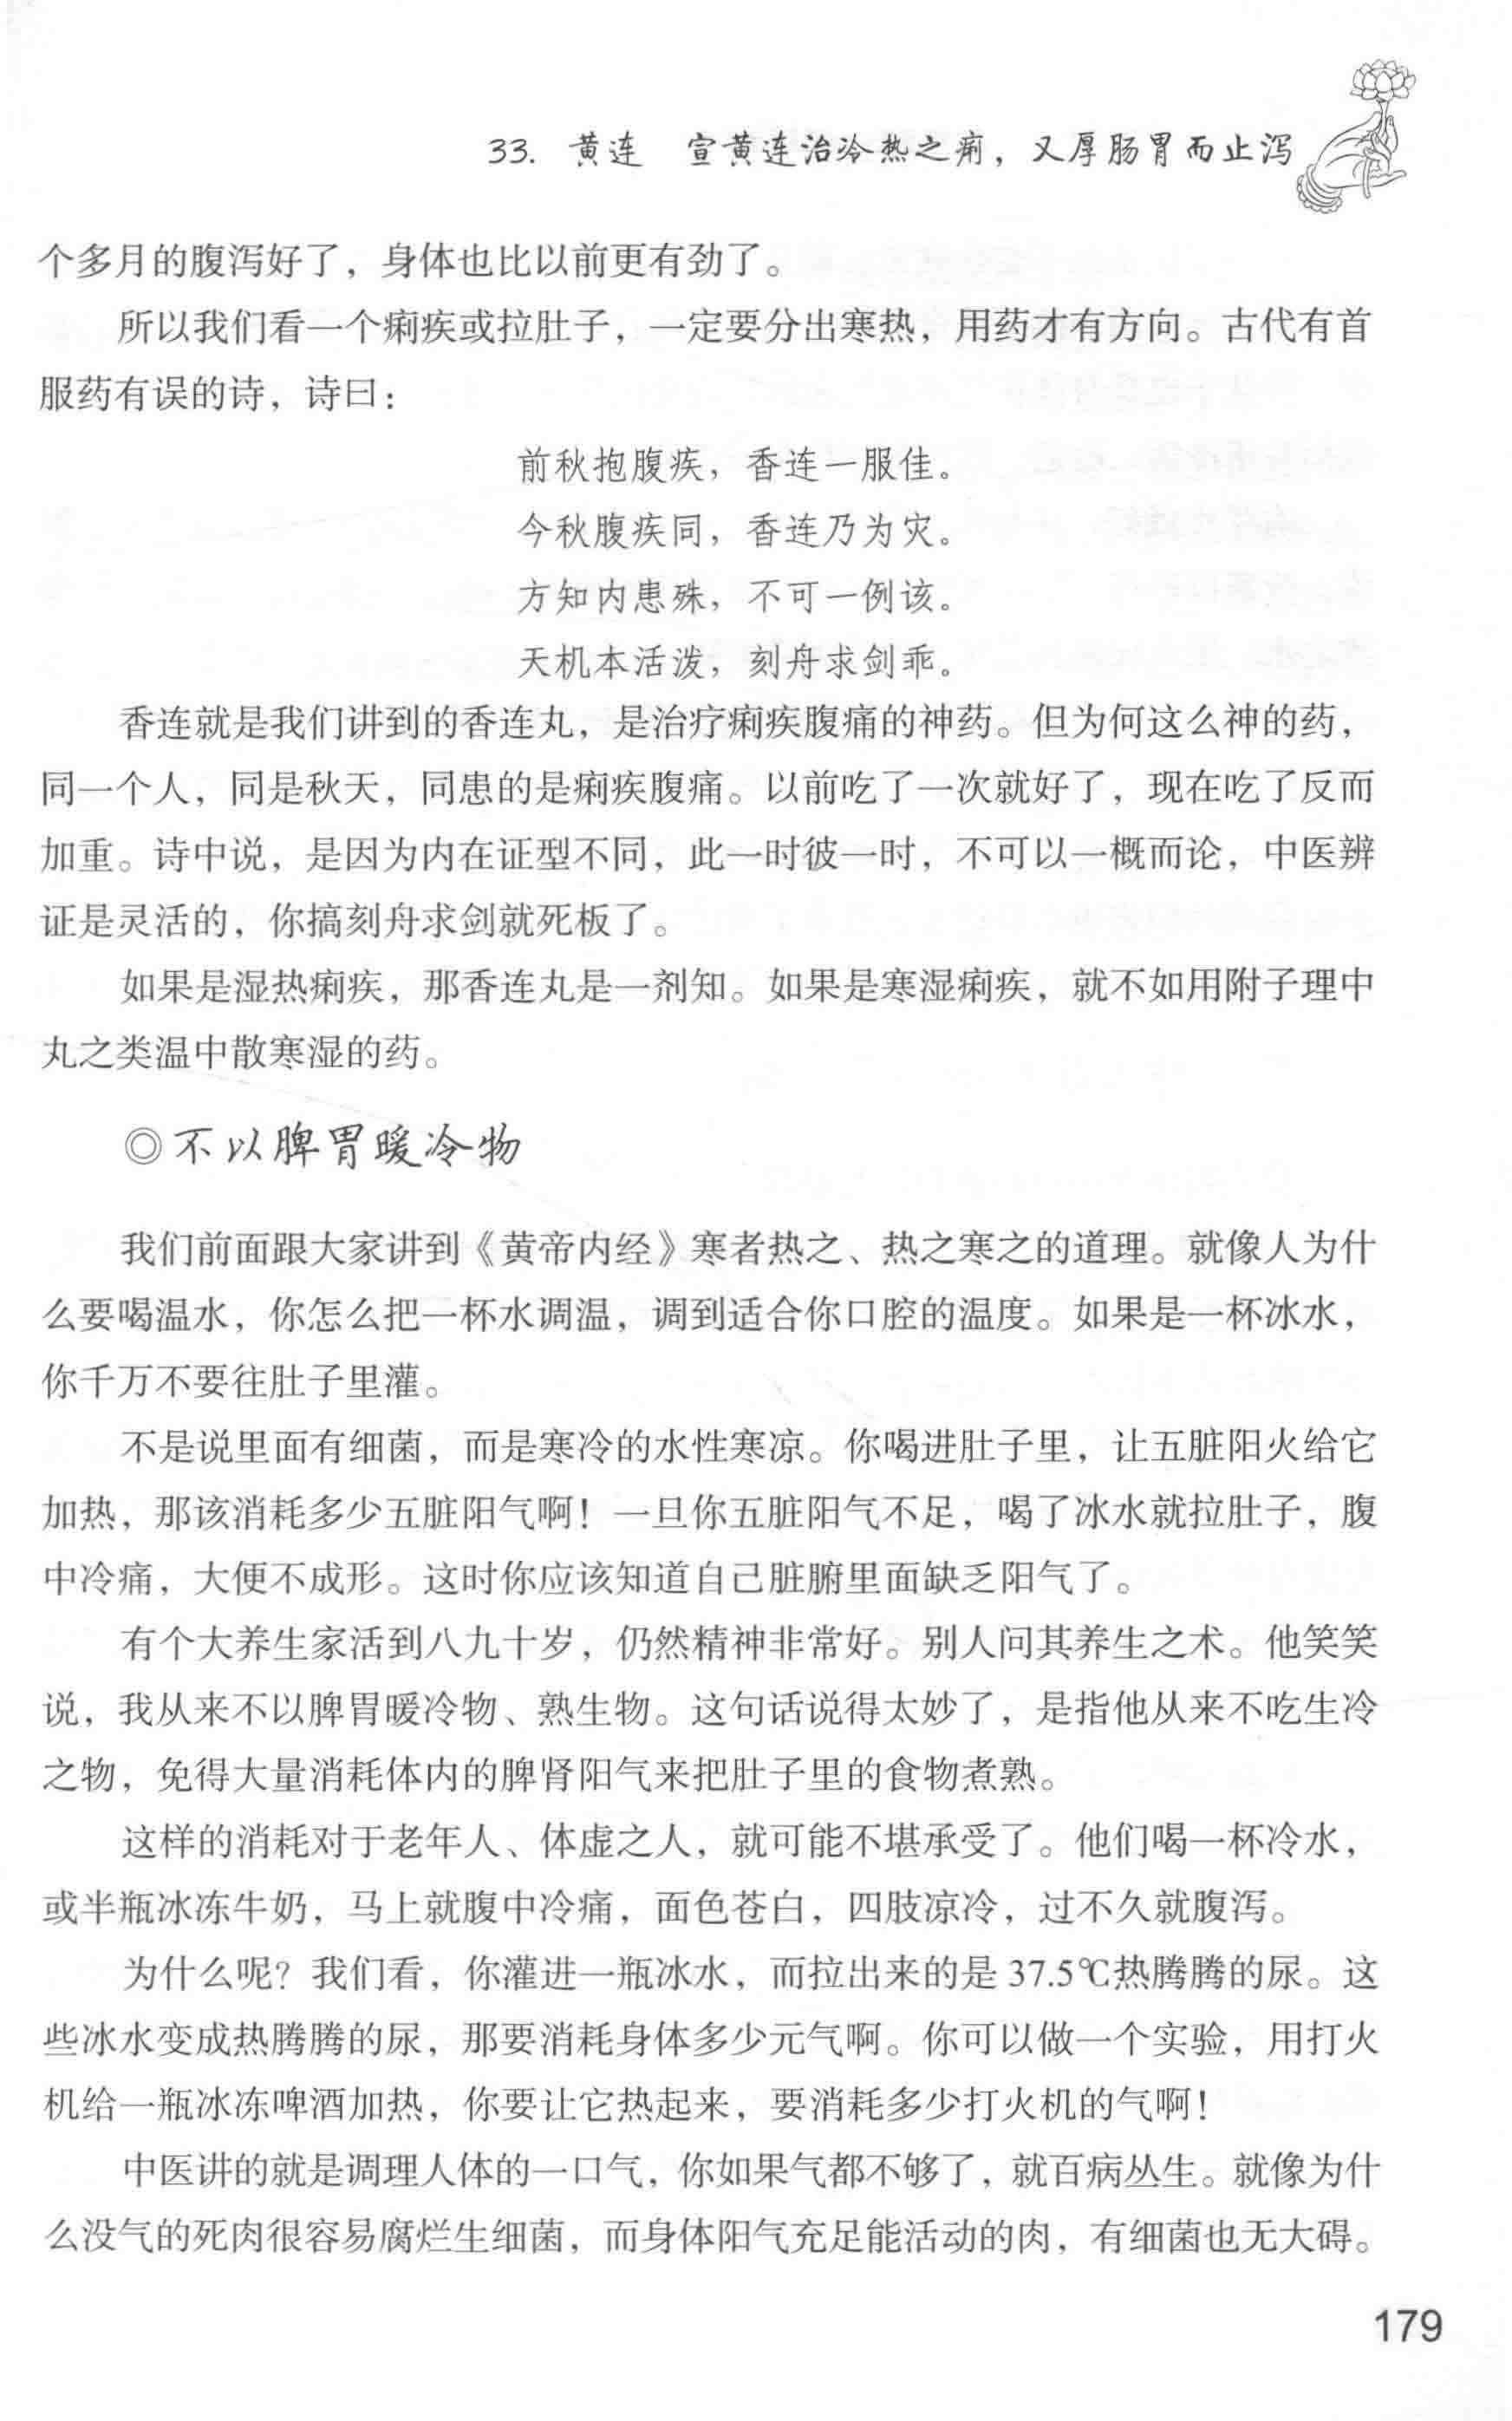 33. 黄连　宣黄连治冷热之痢，又厚肠胃而止泻
个多月的腹泻好了，身体也比以前更有劲了。
所以我们看一个痢疾或拉肚子，一定要分出寒热，用药才有方向。古代有首
服药有误的诗，诗曰：
前秋抱腹疾，香连一服佳。
今秋腹疾同，香连乃为灾。
方知内患殊，不可一例该。
天机本活泼，刻舟求剑乖。
香连就是我们讲到的香连丸，是治疗痢疾腹痛的神药。但为何这么神的药，
同一个人，同是秋天，同患的是痢疾腹痛。以前吃了一次就好了，现在吃了反而
加重。诗中说，是因为内在证型不同，此一时彼一时，不可以一概而论，中医辨
证是灵活的，你搞刻舟求剑就死板了。
如果是湿热痢疾，那香连丸是一剂知。如果是寒湿痢疾，就不如用附子理中
丸之类温中散寒湿的药。
◎不以脾胃暖冷物
我们前面跟大家讲到《黄帝内经》寒者热之、热之寒之的道理。就像人为什
么要喝温水，你怎么把一杯水调温，调到适合你口腔的温度。如果是一杯冰水，
你千万不要往肚子里灌。
不是说里面有细菌，而是寒冷的水性寒凉。你喝进肚子里，让五脏阳火给它
加热，那该消耗多少五脏阳气啊！一旦你五脏阳气不足，喝了冰水就拉肚子，腹
中冷痛，大便不成形。这时你应该知道自己脏腑里面缺乏阳气了。
有个大养生家活到八九十岁，仍然精神非常好。别人问其养生之术。他笑笑
说，我从来不以脾胃暖冷物、熟生物。这句话说得太妙了，是指他从来不吃生冷
之物，免得大量消耗体内的脾肾阳气来把肚子里的食物煮熟。
这样的消耗对于老年人、体虚之人，就可能不堪承受了。他们喝一杯冷水，
或半瓶冰冻牛奶，马上就腹中冷痛，面色苍白，四肢凉冷，过不久就腹泻。
为什么呢？我们看，你灌进一瓶冰水，而拉出来的是 37.5℃热腾腾的尿。这
些冰水变成热腾腾的尿，那要消耗身体多少元气啊。你可以做一个实验，用打火
机给一瓶冰冻啤酒加热，你要让它热起来，要消耗多少打火机的气啊！
中医讲的就是调理人体的一口气，你如果气都不够了，就百病丛生。就像为什
么没气的死肉很容易腐烂生细菌，而身体阳气充足能活动的肉，有细菌也无大碍。
179